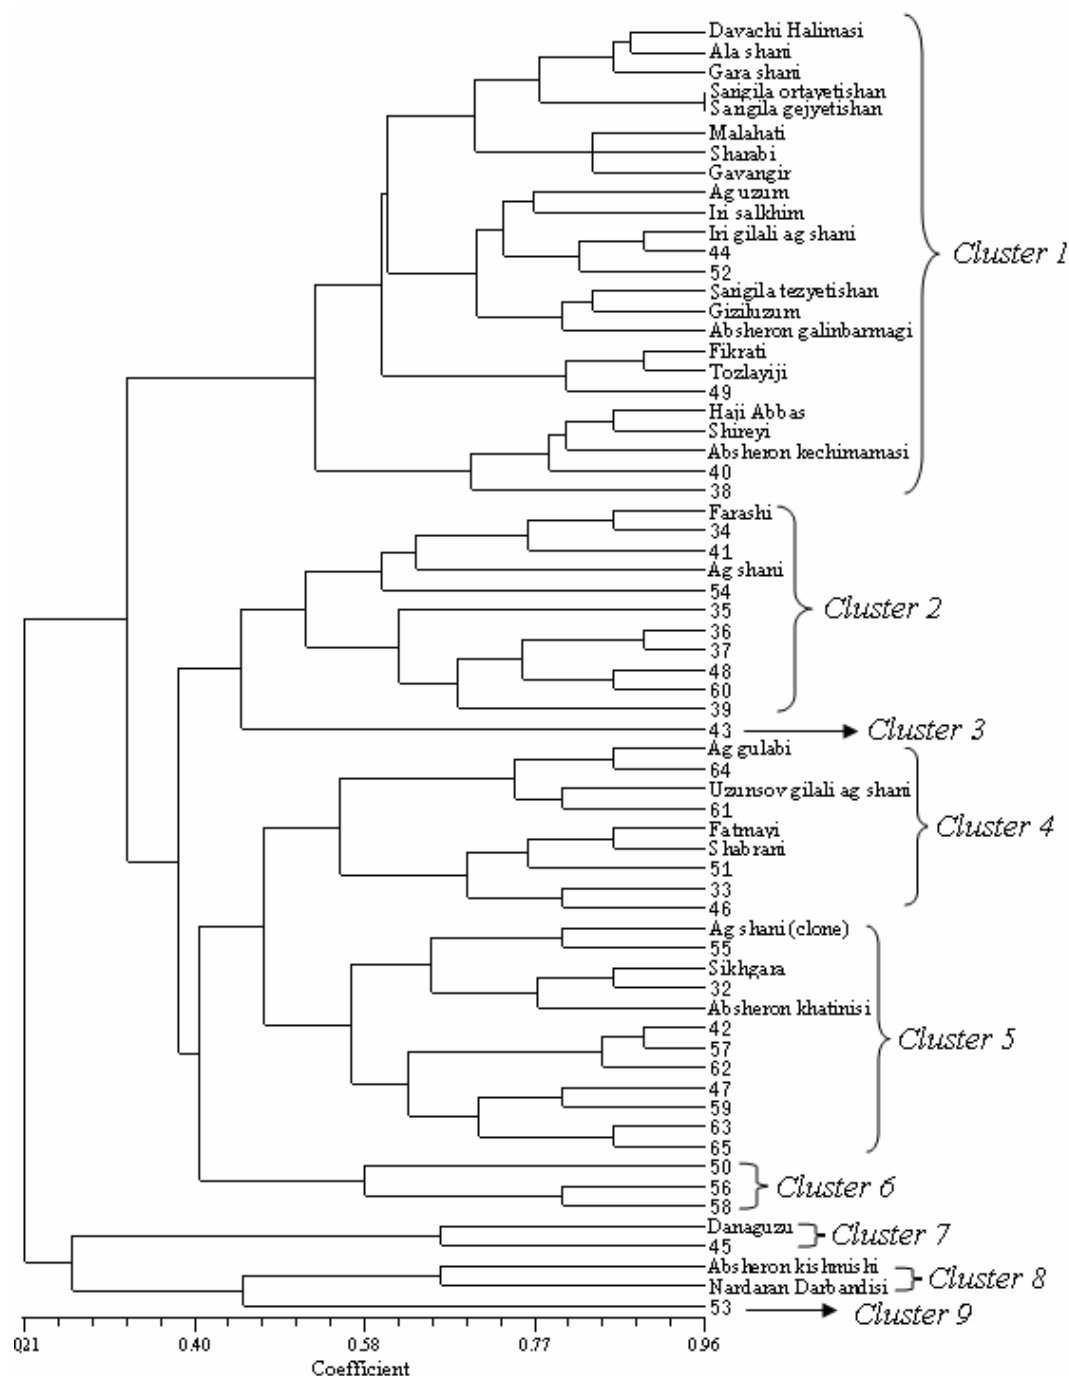 Davachi Halimasi
Ala shani
Gara shani
Sarigila ortayetishan
Sarigila gejyetishan
Malahati
Sharabi
Gavangir
Ag uzum
Iri salkhim
Iri gilali ag shani
44
Cluster 1
52
Sarigila tezyetishan
Giziluzum
Absheron galinbarmagi
Fikrati
Tozlayiji
49
Haji Abbas
Shireyi
Absheron kechimamasi
40
38
Farashi
34
41
Ag shani
54
35
Cluster 2
36
37
48
60
39
43
Cluster 3
Ag gulabi
64
Uzunsov gilali ag shani
61
Fatmayi
Cluster 4
Shabrani
51
33
46
Ag shani (clone)
55
Sikhgara
32
Absheron khatinisi
42
Cluster 5
57
62
47
59
63
65
50
56
Cluster 6
58
Danaguzu
Cluster 7
45
Absheron kishmishi
Cluster 8
Nardaran Darbandisi
53
Cluster 9
0.21 0.40 0.58 0.77 0.96
Coefficient